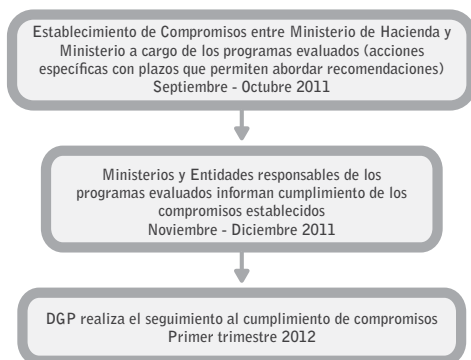 Establecimiento de Compromisos entre Ministerio de Hacienda y
Ministerio a cargo de los programas evaluados (acciones
específicas con plazos que permiten abordar recomendaciones)
Septiembre - Octubre 2011
Ministerios y Entidades responsables de los
programas evaluados informan cumplimiento de los
compromisos establecidos
Noviembre - Diciembre 2011
DGP realiza el seguimiento al cumplimiento de compromisos
Primer trimestre 2012